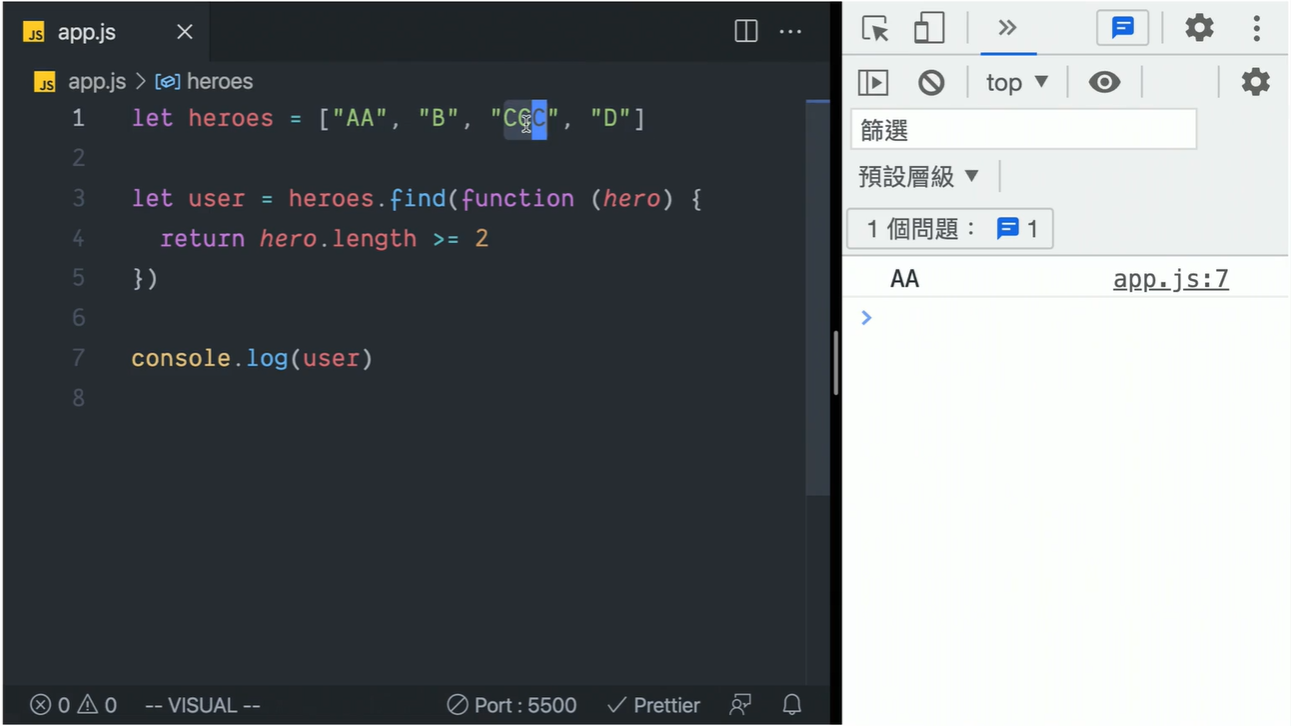 JS app.js
JS app.js > heroes
1 let heroes = ["AA", "B", "CCC", "D"]
2
3 let user = heroes.find(function (hero) {
4 return hero.length >= 2
5 })
6
7 console.log(user)
8
0 0 -- VISUAL -- Port : 5500 Prettier
top
篩選
預設層級
1 個問題： 1
AA app.js:7